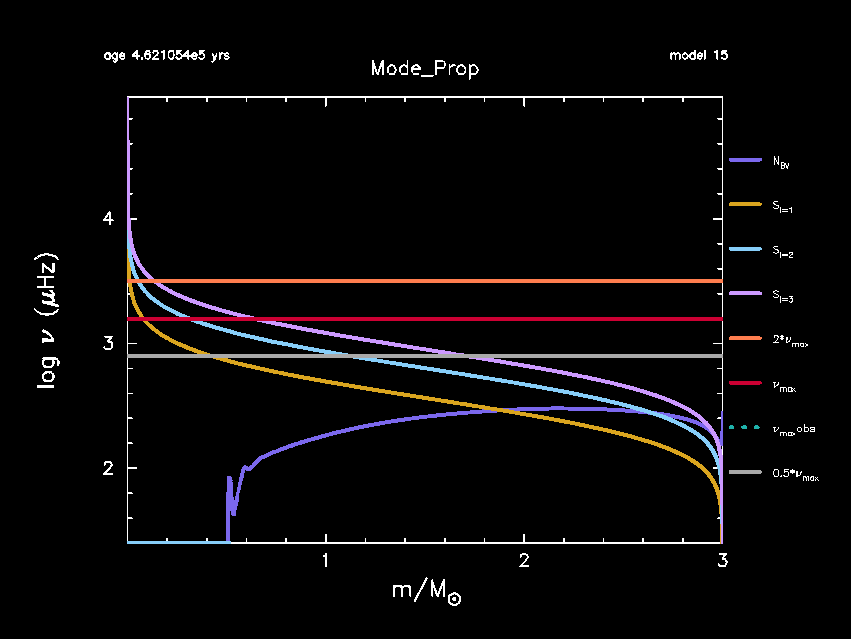 age 4.621054e5 yrs
model 15
Mode_Prop
log ν (μHz)
4
3
2
1
2
3
m/M☉
N_BV
S_l=1
S_l=2
S_l=3
2*ν_max
ν_max
ν_max obs
0.5*ν_max